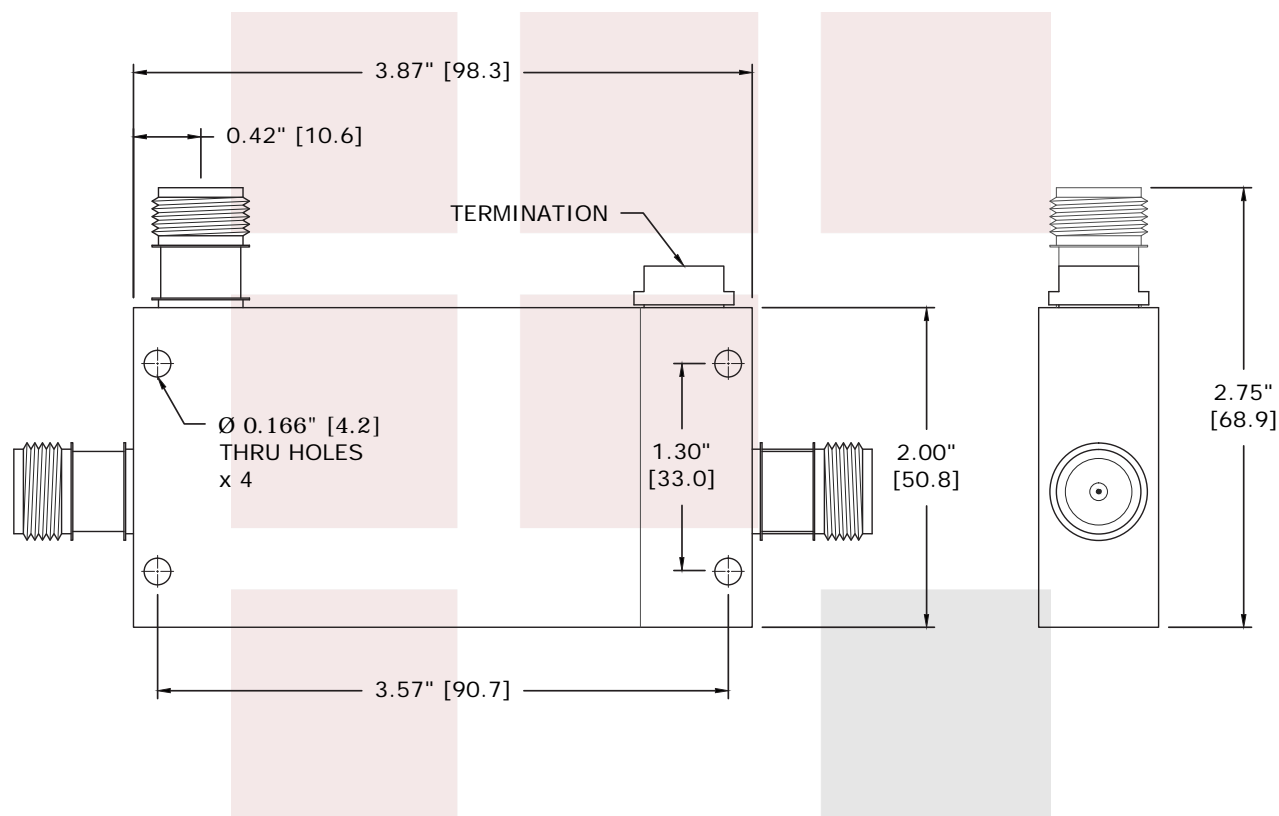 3.87" [98.3]
0.42" [10.6]
TERMINATION
Ø 0.166" [4.2]
THRU HOLES
x 4
1.30"
[33.0]
2.00"
[50.8]
2.75"
[68.9]
3.57" [90.7]